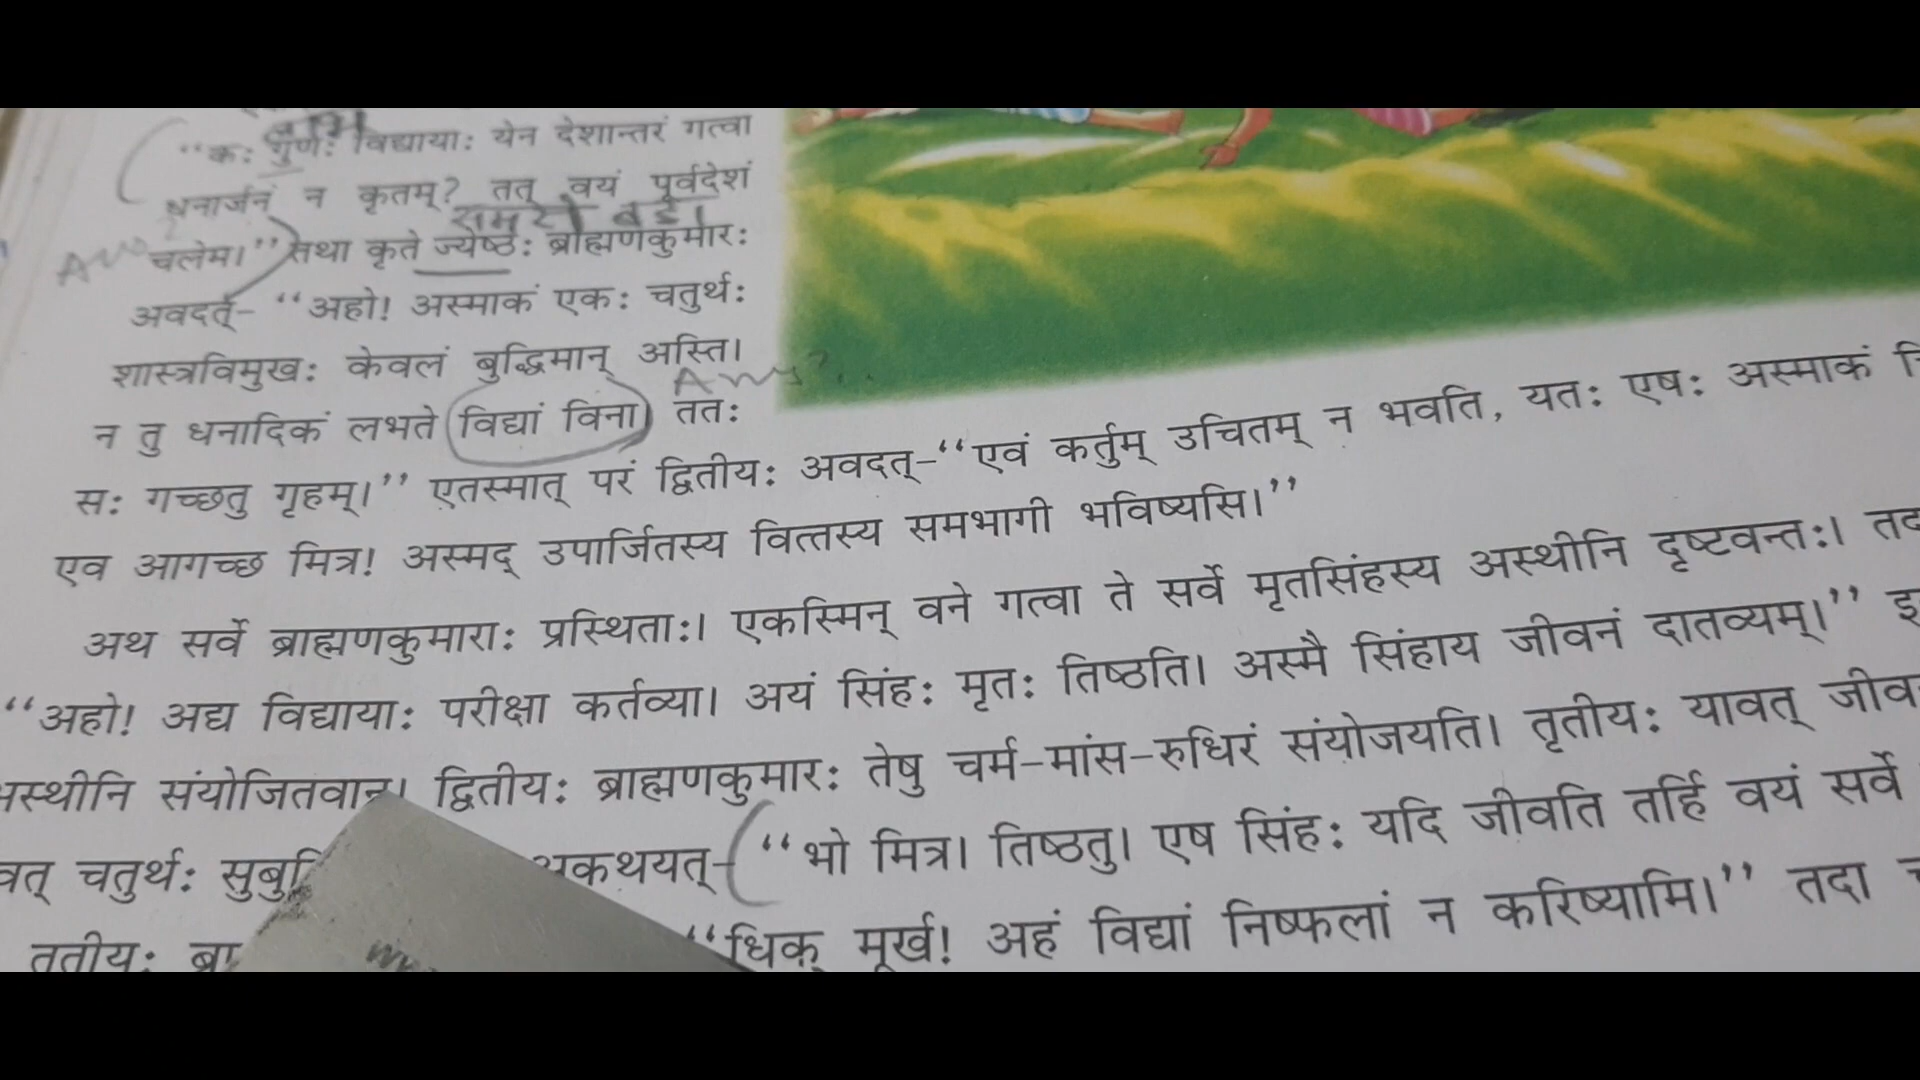 “कः गुणः विद्यायाः येन देशान्तरं गत्वा
धनार्जनं न कृतम्? तत् वयं पूर्वदेशं
समसे बड़ा
Ans चलेम।” तथा कृते ज्येष्ठः ब्राह्मणकुमारः
अवदत्- “अहो! अस्माकं एकः चतुर्थः
शास्त्रविमुखः केवलं बुद्धिमान् अस्ति।
Ans
न तु धनादिकं लभते विद्यां विना ततः
सः गच्छतु गृहम्।” एतस्मात् परं द्वितीयः अवदत्-“एवं कर्तुम् उचितम् न भवति, यतः एषः अस्माकं
एव आगच्छ मित्र! अस्मद् उपार्जितस्य वित्तस्य समभागी भविष्यसि।”
अथ सर्वे ब्राह्मणकुमाराः प्रस्थिताः। एकस्मिन् वने गत्वा ते सर्वे मृतसिंहस्य अस्थीनि दृष्टवन्तः।
“अहो! अद्य विद्यायाः परीक्षा कर्तव्या। अयं सिंहः मृतः तिष्ठति। अस्मै सिंहाय जीवनं दातव्यम्।”
अस्थीनि संयोजितवान्। द्वितीयः ब्राह्मणकुमारः तेषु चर्म-मांस-रुधिरं संयोजयति। तृतीयः यावत्
चतुर्थः अकथयत्- “भो मित्र। तिष्ठतु। एष सिंहः यदि जीवति तर्हि वयं सर्वे
तृतीयः “धिक् मूर्ख! अहं विद्यां निष्फलां न करिष्यामि।” तदा